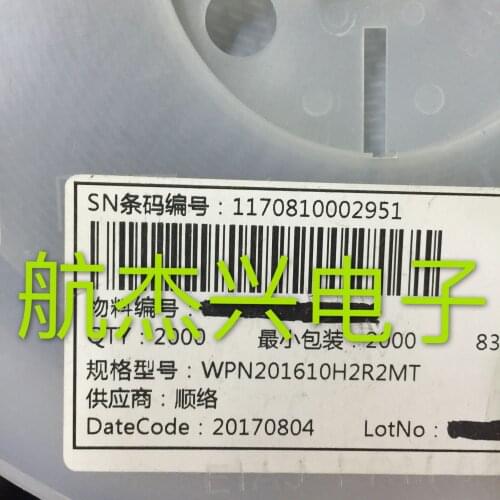 SN条码编号：1170810002951
航杰兴电子
物料编号：
QTY：2000 最小包装：2000 83
规格型号：WPN201610H2R2MT
供应商：顺络
DateCode：20170804 LotNo：